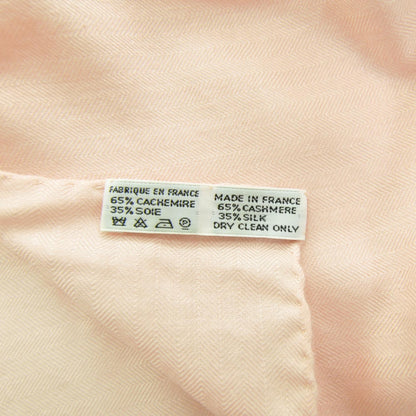 FABRIQUE EN FRANCE
65% CACHEMIRE
35% SOIE
P
MADE IN FRANCE
65% CASHMERE
35% SILK
DRY CLEAN ONLY